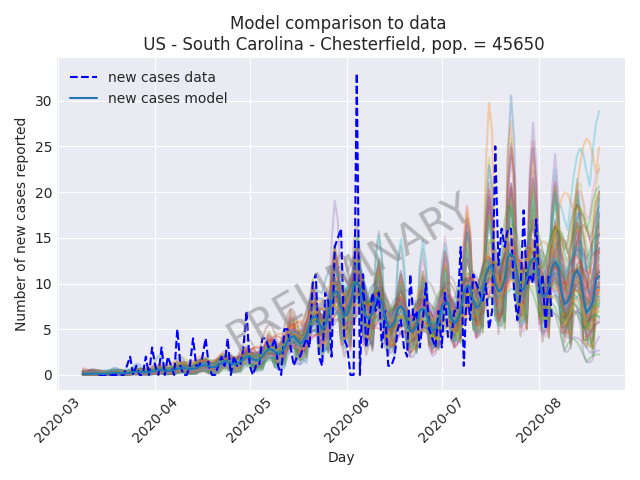 Model comparison to data
US - South Carolina - Chesterfield, pop. = 45650
new cases data
new cases model
Number of new cases reported
30
25
20
15
10
5
0
PRELIMINARY
2020-03
2020-04
2020-05
2020-06
2020-07
2020-08
Day